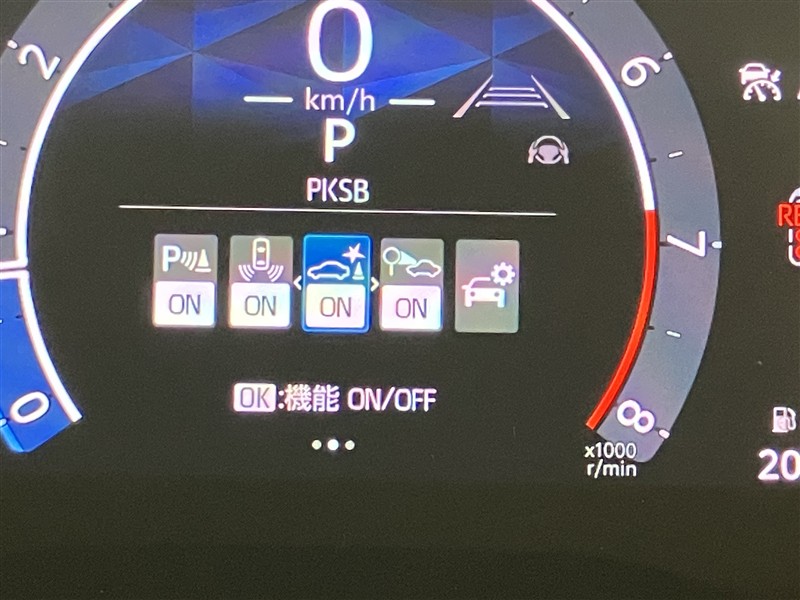 0
2
6
km/h
P
PKSB
RE
7
P
ON
ON
ON
ON
OK:機能 ON/OFF
0
8
x1000
r/min
20